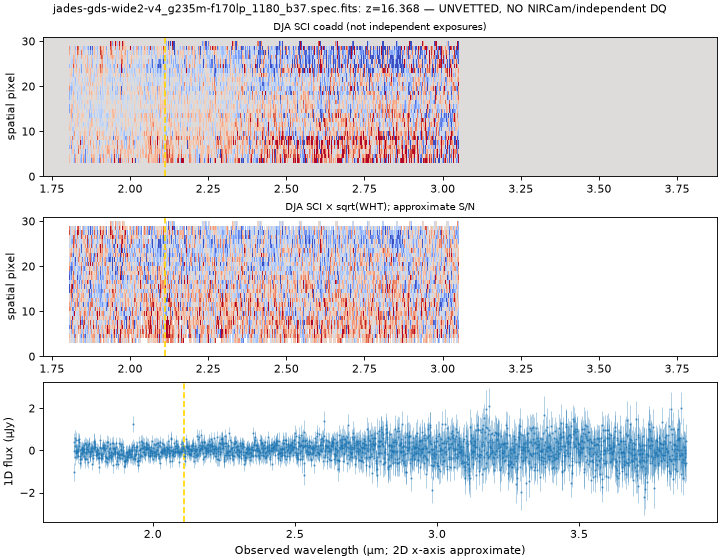 jades-gds-wide2-v4_g235m-f170lp_1180_b37.spec.fits: z=16.368 — UNVETTED, NO NIRCam/independent DQ
DJA SCI coadd (not independent exposures)
spatial pixel
30
20
10
0
1.75 2.00 2.25 2.50 2.75 3.00 3.25 3.50 3.75
DJA SCI × sqrt(WHT); approximate S/N
spatial pixel
30
20
10
0
1.75 2.00 2.25 2.50 2.75 3.00 3.25 3.50 3.75
1D flux (μJy)
2
0
−2
2.0 2.5 3.0 3.5
Observed wavelength (μm; 2D x-axis approximate)